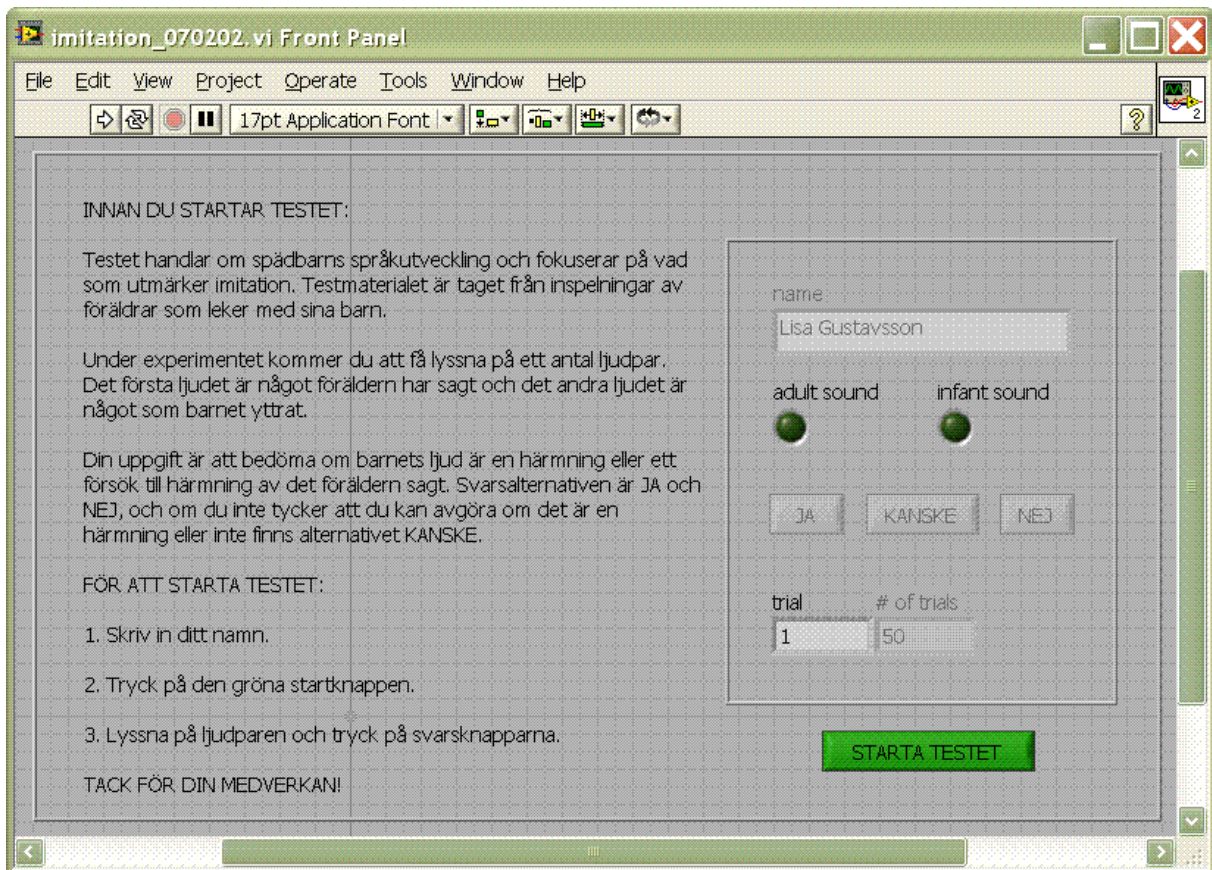 imitation_070202.vi Front Panel
File Edit View Project Operate Tools Window Help
17pt Application Font
2
INNAN DU STARTAR TESTET:
Testet handlar om spädbarns språkutveckling och fokuserar på vad
som utmärker imitation. Testmaterialet är taget från inspelningar av
föräldrar som leker med sina barn.
Under experimentet kommer du att få lyssna på ett antal ljudpar.
Det första ljudet är något föräldern har sagt och det andra ljudet är
något som barnet yttrat.
Din uppgift är att bedöma om barnets ljud är en härmning eller ett
försök till härmning av det föräldern sagt. Svarsalternativen är JA och
NEJ, och om du inte tycker att du kan avgöra om det är en
härmning eller inte finns alternativet KANSKE.
FÖR ATT STARTA TESTET:
1. Skriv in ditt namn.
2. Tryck på den gröna startknappen.
3. Lyssna på ljudparen och tryck på svarsknapparna.
TACK FÖR DIN MEDVERKAN!
name
Lisa Gustavsson
adult sound infant sound
JA KANSKE NEJ
trial # of trials
1 50
STARTA TESTET